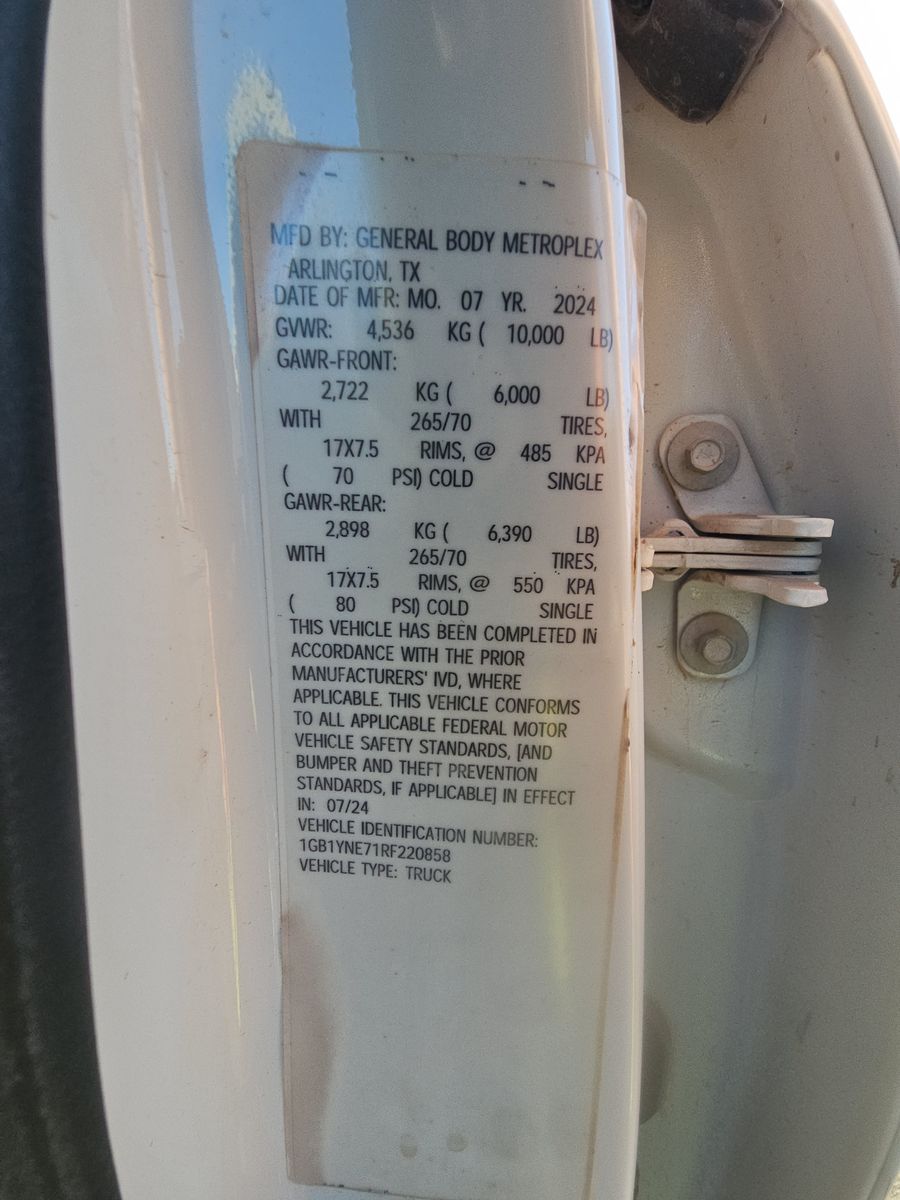 MFD BY: GENERAL BODY METROPLEX
ARLINGTON, TX
DATE OF MFR: MO. 07 YR. 2024
GVWR: 4,536 KG ( 10,000 LB)
GAWR-FRONT:
2,722 KG ( 6,000 LB)
WITH 265/70 TIRES,
17X7.5 RIMS, @ 485 KPA
( 70 PSI) COLD SINGLE
GAWR-REAR:
2,898 KG ( 6,390 LB)
WITH 265/70 TIRES,
17X7.5 RIMS, @ 550 KPA
( 80 PSI) COLD SINGLE
THIS VEHICLE HAS BEEN COMPLETED IN
ACCORDANCE WITH THE PRIOR
MANUFACTURERS' IVD, WHERE
APPLICABLE. THIS VEHICLE CONFORMS
TO ALL APPLICABLE FEDERAL MOTOR
VEHICLE SAFETY STANDARDS, [AND
BUMPER AND THEFT PREVENTION
STANDARDS, IF APPLICABLE] IN EFFECT
IN: 07/24
VEHICLE IDENTIFICATION NUMBER:
1GB1YNE71RF220858
VEHICLE TYPE: TRUCK